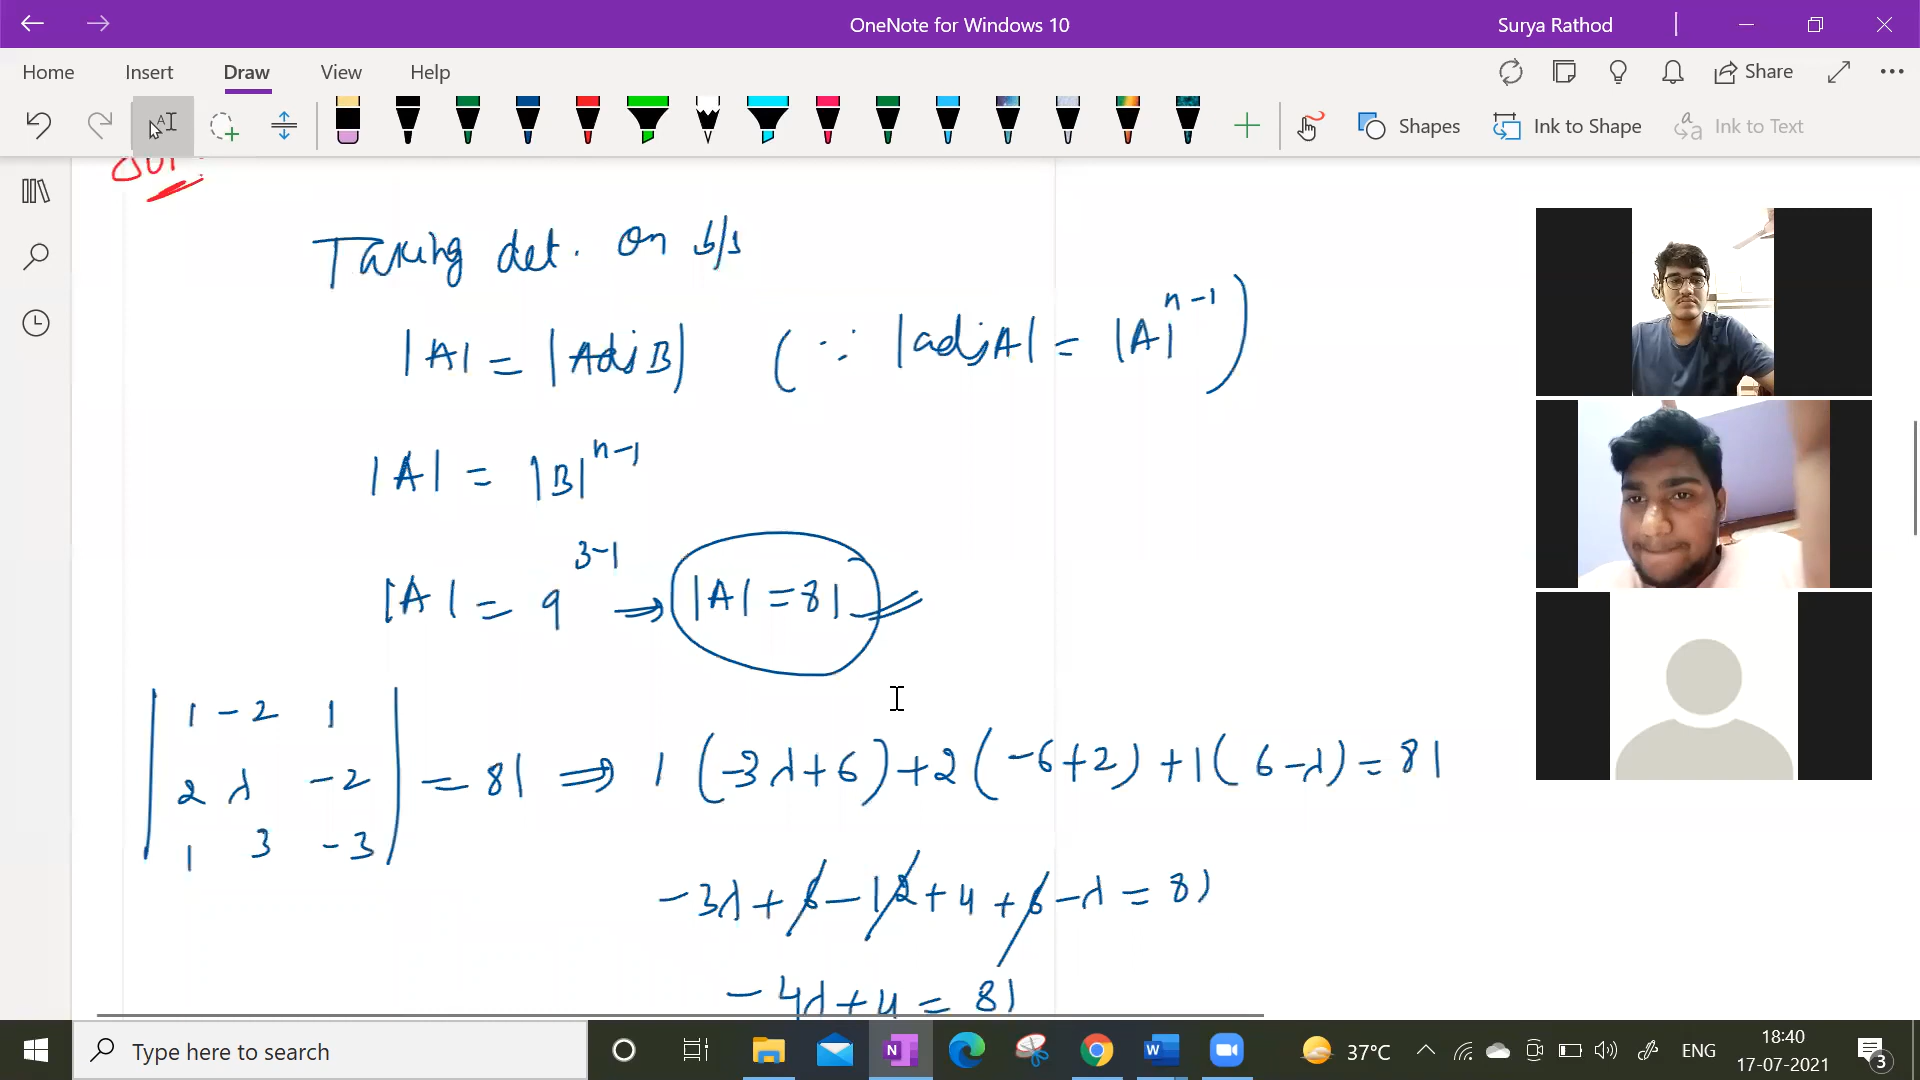 OneNote for Windows 10
Surya Rathod
Home Insert Draw View Help
Share
Shapes Ink to Shape Ink to Text
Sol:
Taking det. on b/s
|A| = |Adj B| (∵ |adjA| = |A|^{n-1})
|A| = |B|^{n-1}
|A| = 9^{3-1} ⇒ |A| = 81
| 1 -2 1 |
| 2 λ -2 | = 81 ⇒ 1 (-3λ+6) +2 (-6+2) +1 (6-λ) = 81
| 1 3 -3 |
-3λ + 6 - 12 + 4 + 6 - λ = 81
-4λ + 4 = 81
Type here to search
37°C
ENG
18:40
17-07-2021
3